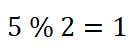 5 % 2 = 1